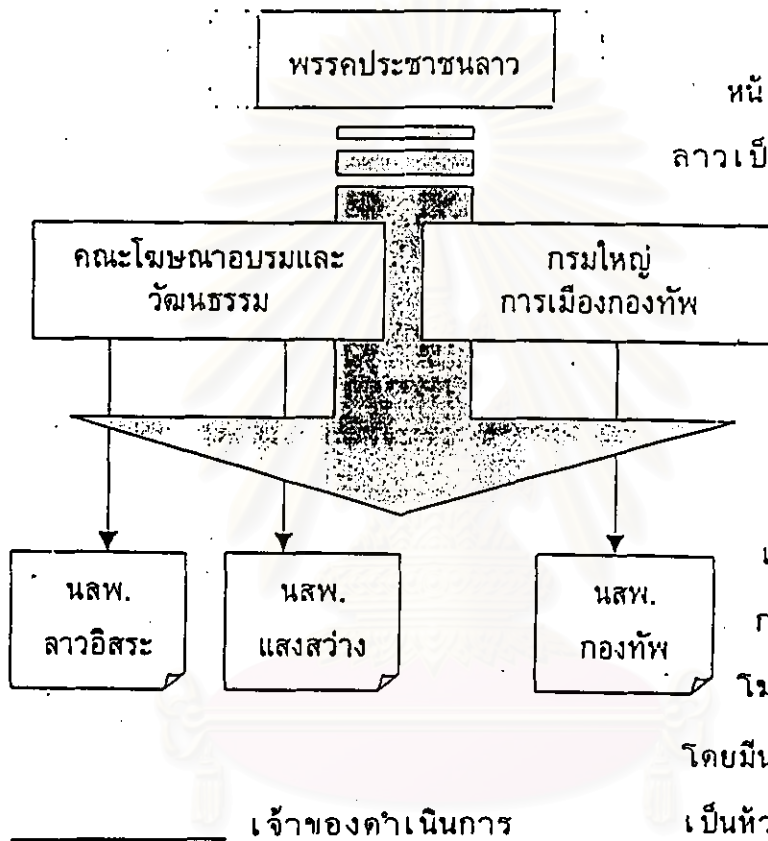 พรรคประชาชนลาว
หนั
ลาวเป็
คณะโฆษณาอบรมและ
วัฒนธรรม
กรมใหญ่
การเมืองกองทัพ
นสพ.
ลาวอิสระ
นสพ.
แสงสว่าง
นสพ.
กองทัพ
เ
ก
โฆ
โดยมีน
เจ้าของดำเนินการ
เป็นหัว